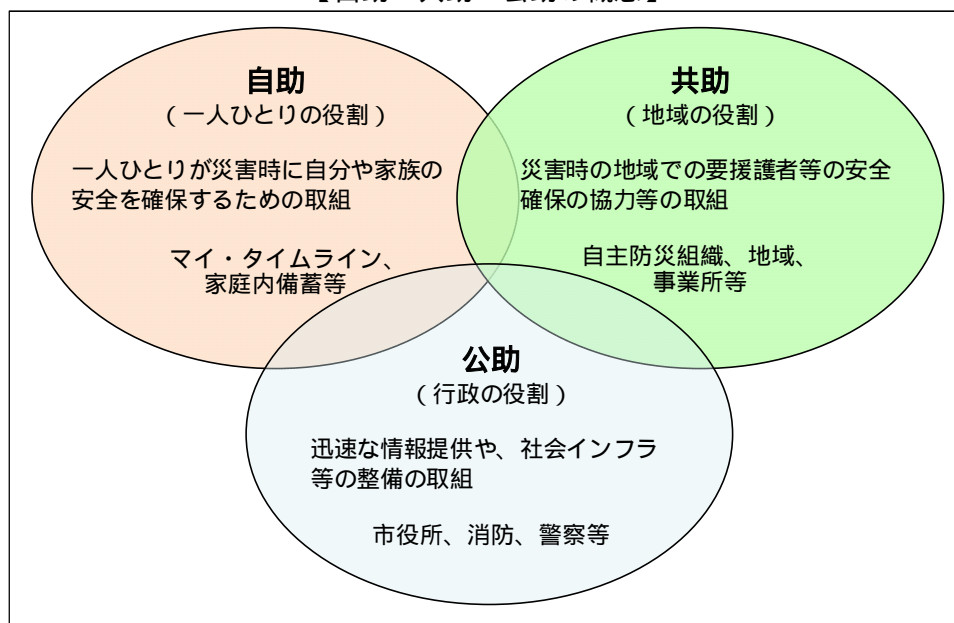 自助
（一人ひとりの役割）
一人ひとりが災害時に自分や家族の
安全を確保するための取組
マイ・タイムライン、
家庭内備蓄等
共助
（地域の役割）
災害時の地域での要援護者等の安全
確保の協力等の取組
自主防災組織、地域、
事業所等
公助
（行政の役割）
迅速な情報提供や、社会インフラ
等の整備の取組
市役所、消防、警察等